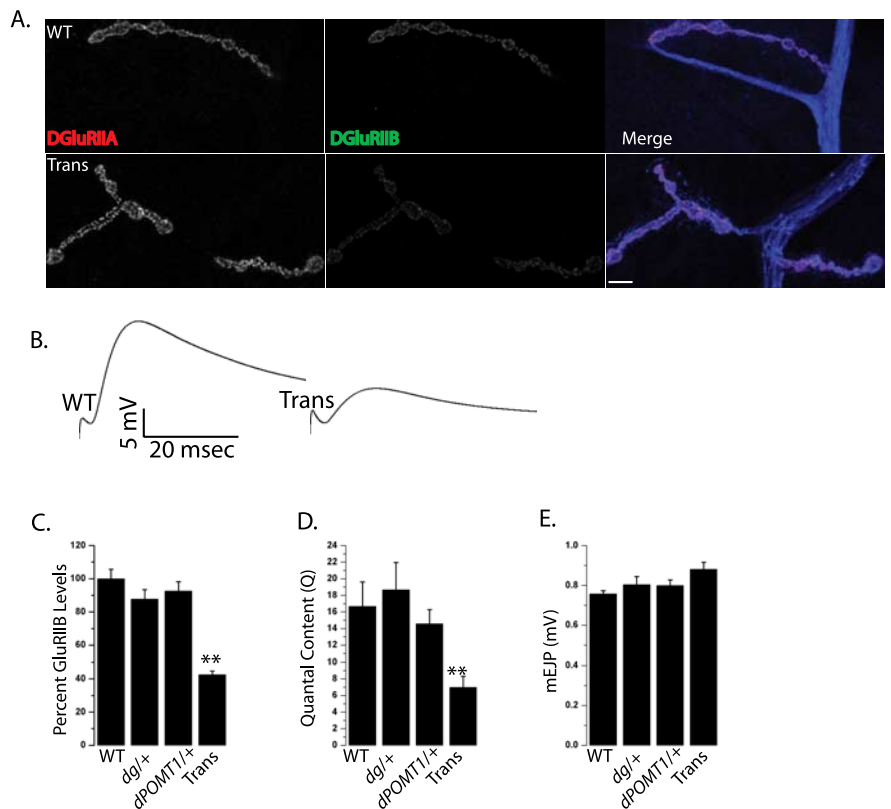 A.
WT
DGluRIIA
DGluRIIB
Merge
Trans
B.
WT
5 mV
20 msec
Trans
C.
Percent GluRIIB Levels
120
100
80
60
40
20
0
**
WT
dg/+
dPOMT1/+
Trans
D.
Quantal Content (Q)
24
22
20
18
16
14
12
10
8
6
4
2
0
**
WT
dg/+
dPOMT1/+
Trans
E.
mEJP (mV)
1.0
0.8
0.6
0.4
0.2
0.0
WT
dg/+
dPOMT1/+
Trans